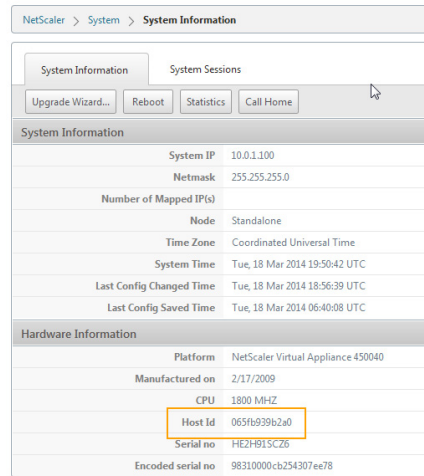 NetScaler > System > System Information
System Information System Sessions
Upgrade Wizard... Reboot Statistics Call Home
System Information
System IP 10.0.1.100
Netmask 255.255.255.0
Number of Mapped IP(s)
Node Standalone
Time Zone Coordinated Universal Time
System Time Tue, 18 Mar 2014 19:50:42 UTC
Last Config Changed Time Tue, 18 Mar 2014 18:56:39 UTC
Last Config Saved Time Tue, 18 Mar 2014 06:40:08 UTC
Hardware Information
Platform NetScaler Virtual Appliance 450040
Manufactured on 2/17/2009
CPU 1800 MHZ
Host Id 065fb939b2a0
Serial no HE2H91SCZ6
Encoded serial no 98310000cb254307ee78